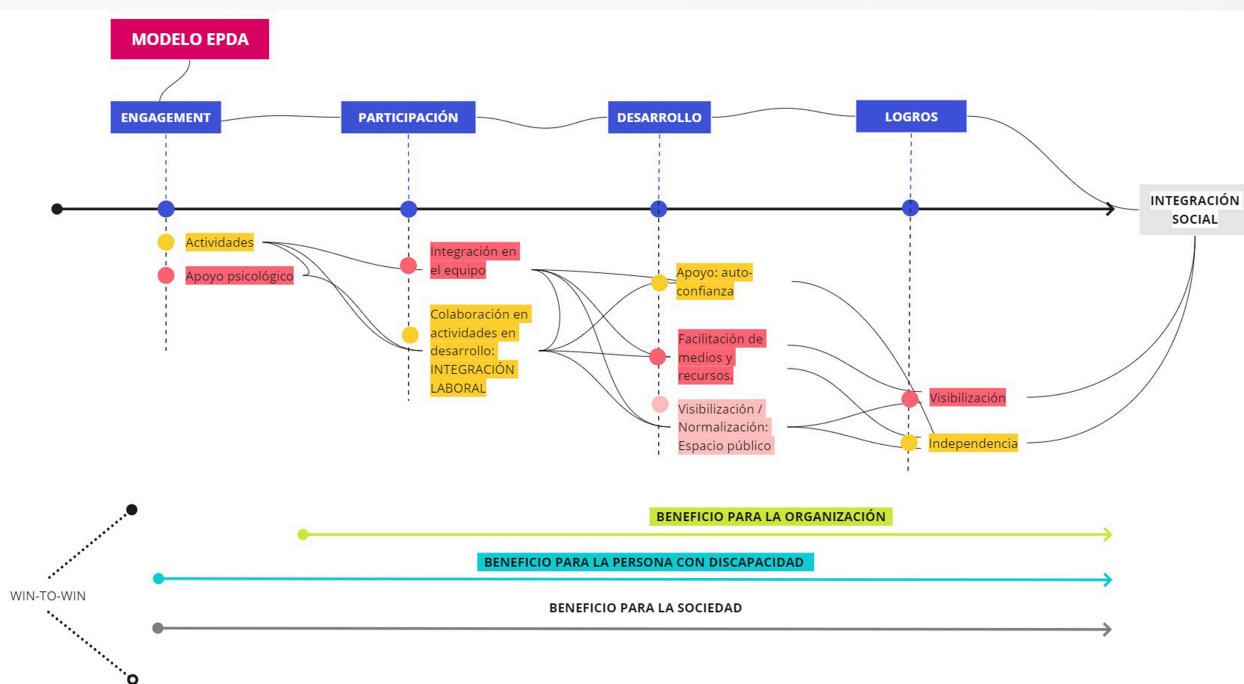 MODELO EPDA
ENGAGEMENT
PARTICIPACIÓN
DESARROLLO
LOGROS
INTEGRACIÓN
SOCIAL
Actividades
Apoyo psicológico
Integración en
el equipo
Colaboración en
actividades en
desarrollo:
INTEGRACIÓN
LABORAL
Apoyo: auto-
confianza
Facilitación de
medios y
recursos.
Visibilización /
Normalización:
Espacio público
Visibilización
Independencia
WIN-TO-WIN
BENEFICIO PARA LA ORGANIZACIÓN
BENEFICIO PARA LA PERSONA CON DISCAPACIDAD
BENEFICIO PARA LA SOCIEDAD